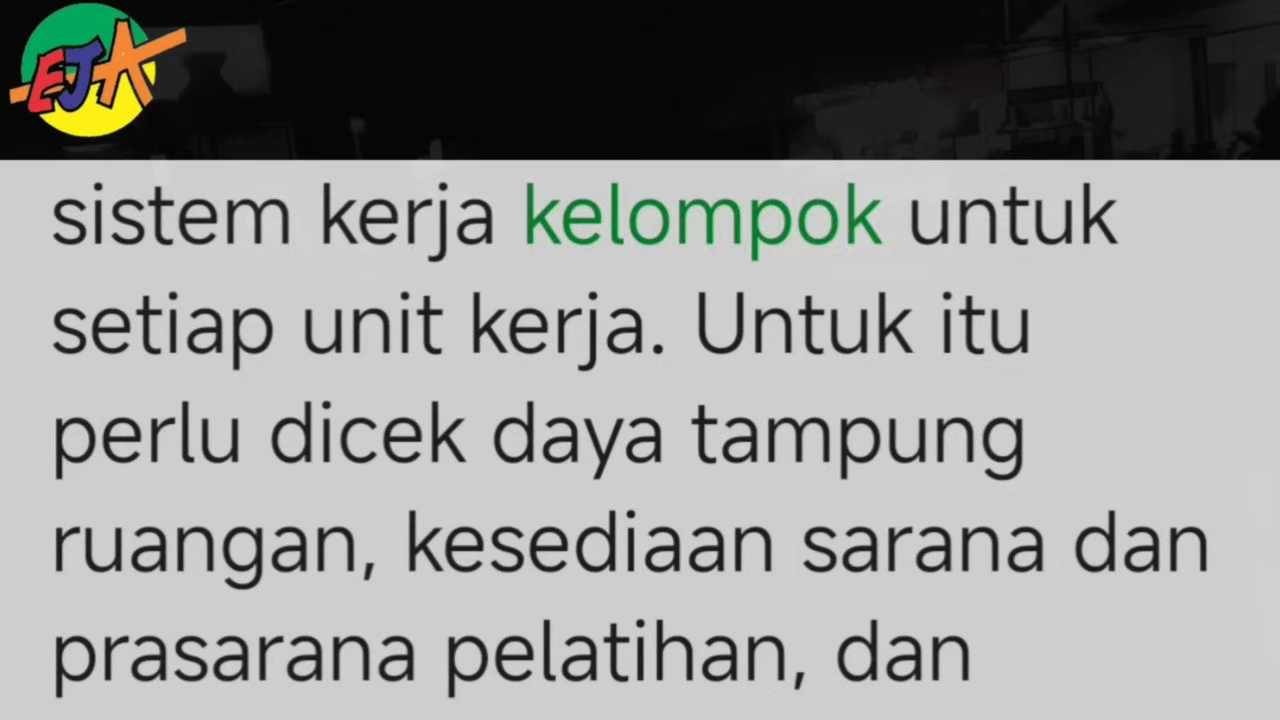 EJA
sistem kerja kelompok untuk
setiap unit kerja. Untuk itu
perlu dicek daya tampung
ruangan, kesediaan sarana dan
prasarana pelatihan, dan